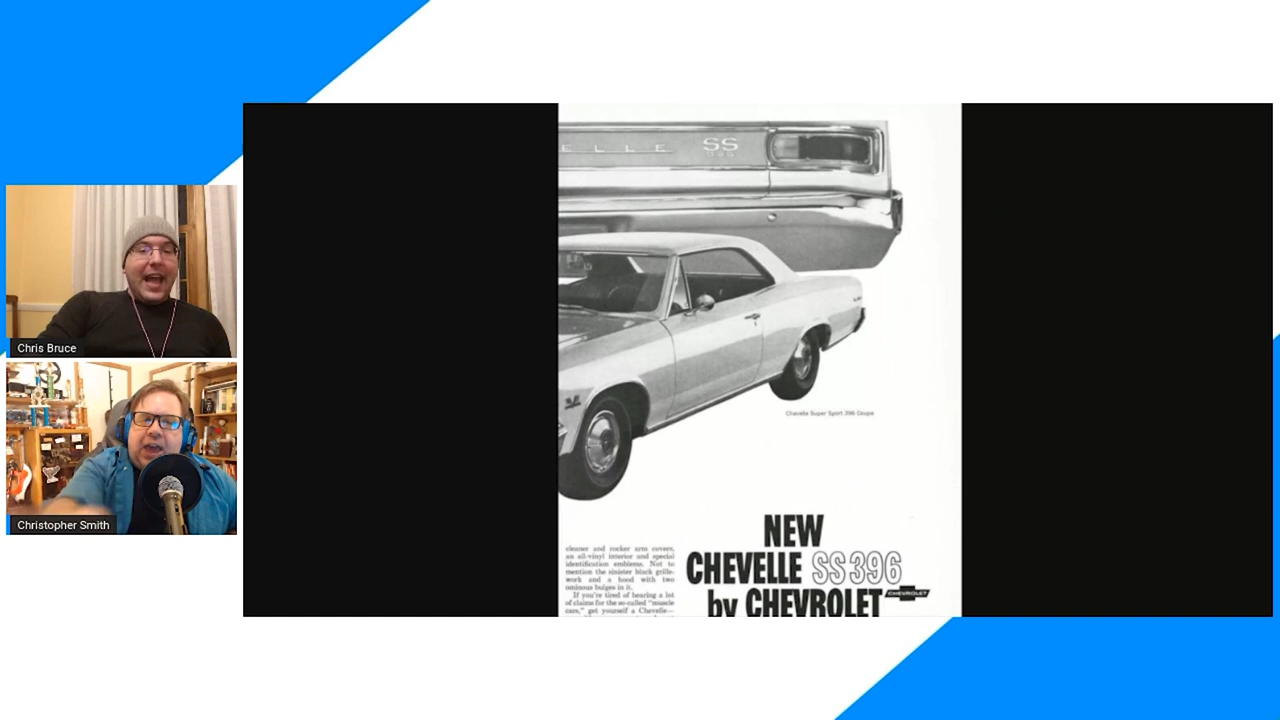 Chris Bruce
Christopher Smith
ELLE SS
396
Chevelle Super Sport 396 Coupe
cleaner and rocker arm covers,
an all-vinyl interior and special
identification emblems. Not to
mention the sinister black grille-
work and a hood with two
ominous bulges in it.
If you're tired of hearing a lot
of claims for the so-called "muscle
cars," get yourself a Chevelle—
NEW
CHEVELLE SS 396
by CHEVROLET
CHEVROLET